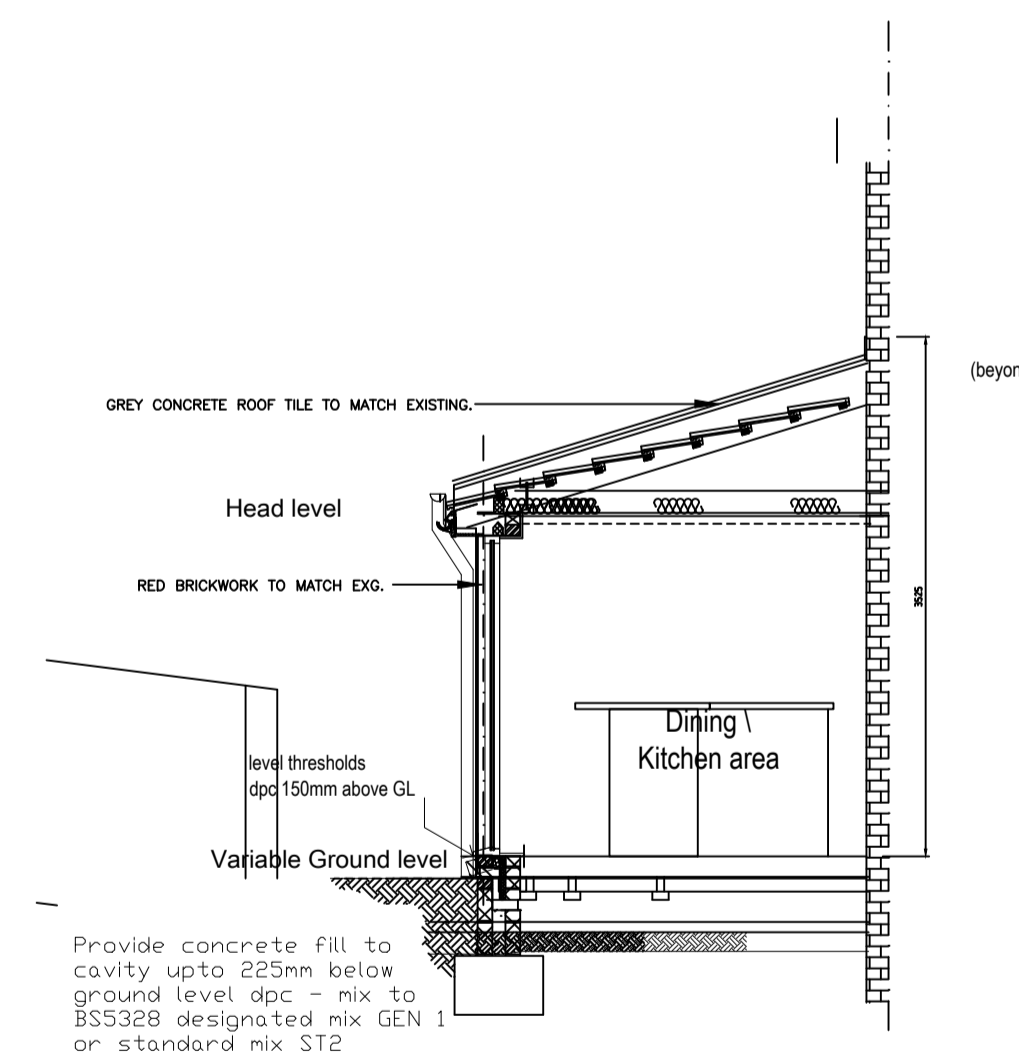 (beyon
GREY CONCRETE ROOF TILE TO MATCH EXISTING.
Head level
RED BRICKWORK TO MATCH EXG.
3525
Dining \
Kitchen area
level thresholds
dpc 150mm above GL
Variable Ground level
Provide concrete fill to
cavity upto 225mm below
ground level dpc - mix to
BS5328 designated mix GEN 1
or standard mix ST2